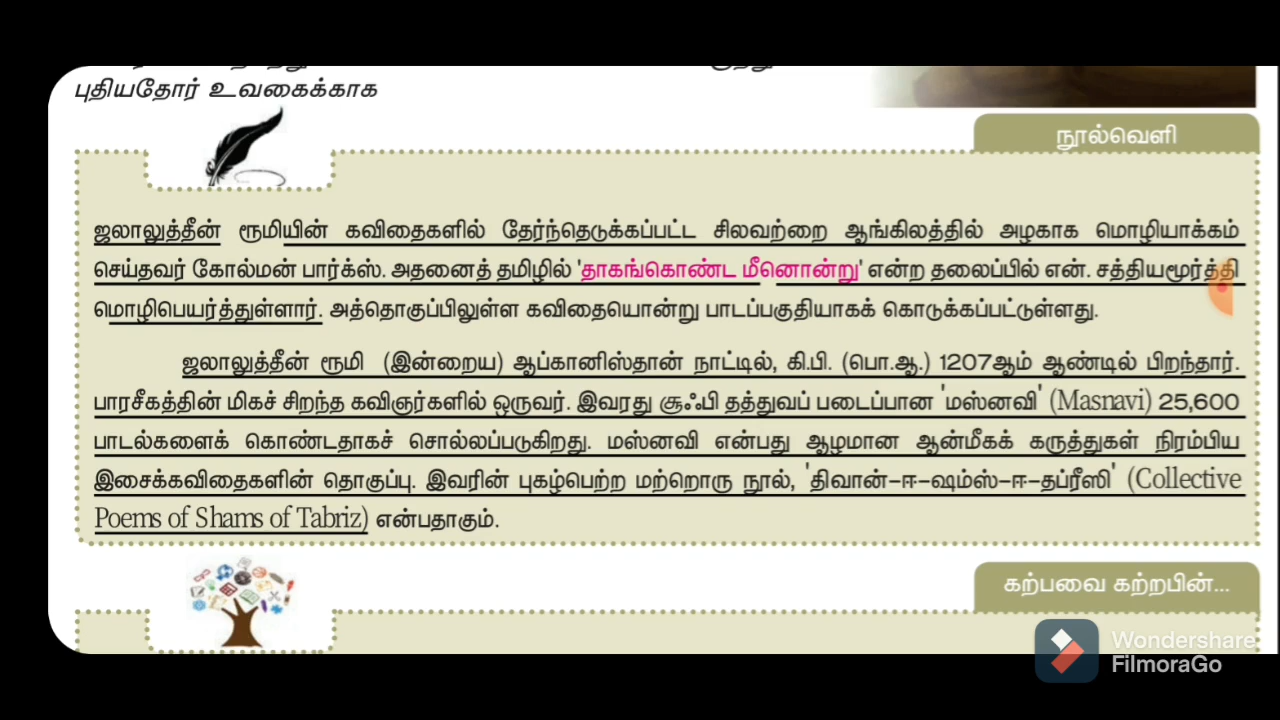 புதியதோர் உவகைக்காக
நூல்வெளி
ஜலாலுத்தீன் ரூமியின் கவிதைகளில் தேர்ந்தெடுக்கப்பட்ட சிலவற்றை ஆங்கிலத்தில் அழகாக மொழியாக்கம்
செய்தவர் கோல்மன் பார்க்ஸ். அதனைத் தமிழில் 'தாகங்கொண்ட மீனொன்று' என்ற தலைப்பில் என். சத்தியமூர்த்தி
மொழிபெயர்த்துள்ளார். அத்தொகுப்பிலுள்ள கவிதையொன்று பாடப்பகுதியாகக் கொடுக்கப்பட்டுள்ளது.
ஜலாலுத்தீன் ரூமி (இன்றைய) ஆப்கானிஸ்தான் நாட்டில், கி.பி. (பொ.ஆ.) 1207ஆம் ஆண்டில் பிறந்தார்.
பாரசீகத்தின் மிகச் சிறந்த கவிஞர்களில் ஒருவர். இவரது சூஃபி தத்துவப் படைப்பான 'மஸ்னவி' (Masnavi) 25,600
பாடல்களைக் கொண்டதாகச் சொல்லப்படுகிறது. மஸ்னவி என்பது ஆழமான ஆன்மீகக் கருத்துகள் நிரம்பிய
இசைக்கவிதைகளின் தொகுப்பு. இவரின் புகழ்பெற்ற மற்றொரு நூல், 'திவான்-ஈ-ஷம்ஸ்-ஈ-தப்ரீஸி' (Collective
Poems of Shams of Tabriz) என்பதாகும்.
கற்பவை கற்றபின்...
Wondershare
FilmoraGo